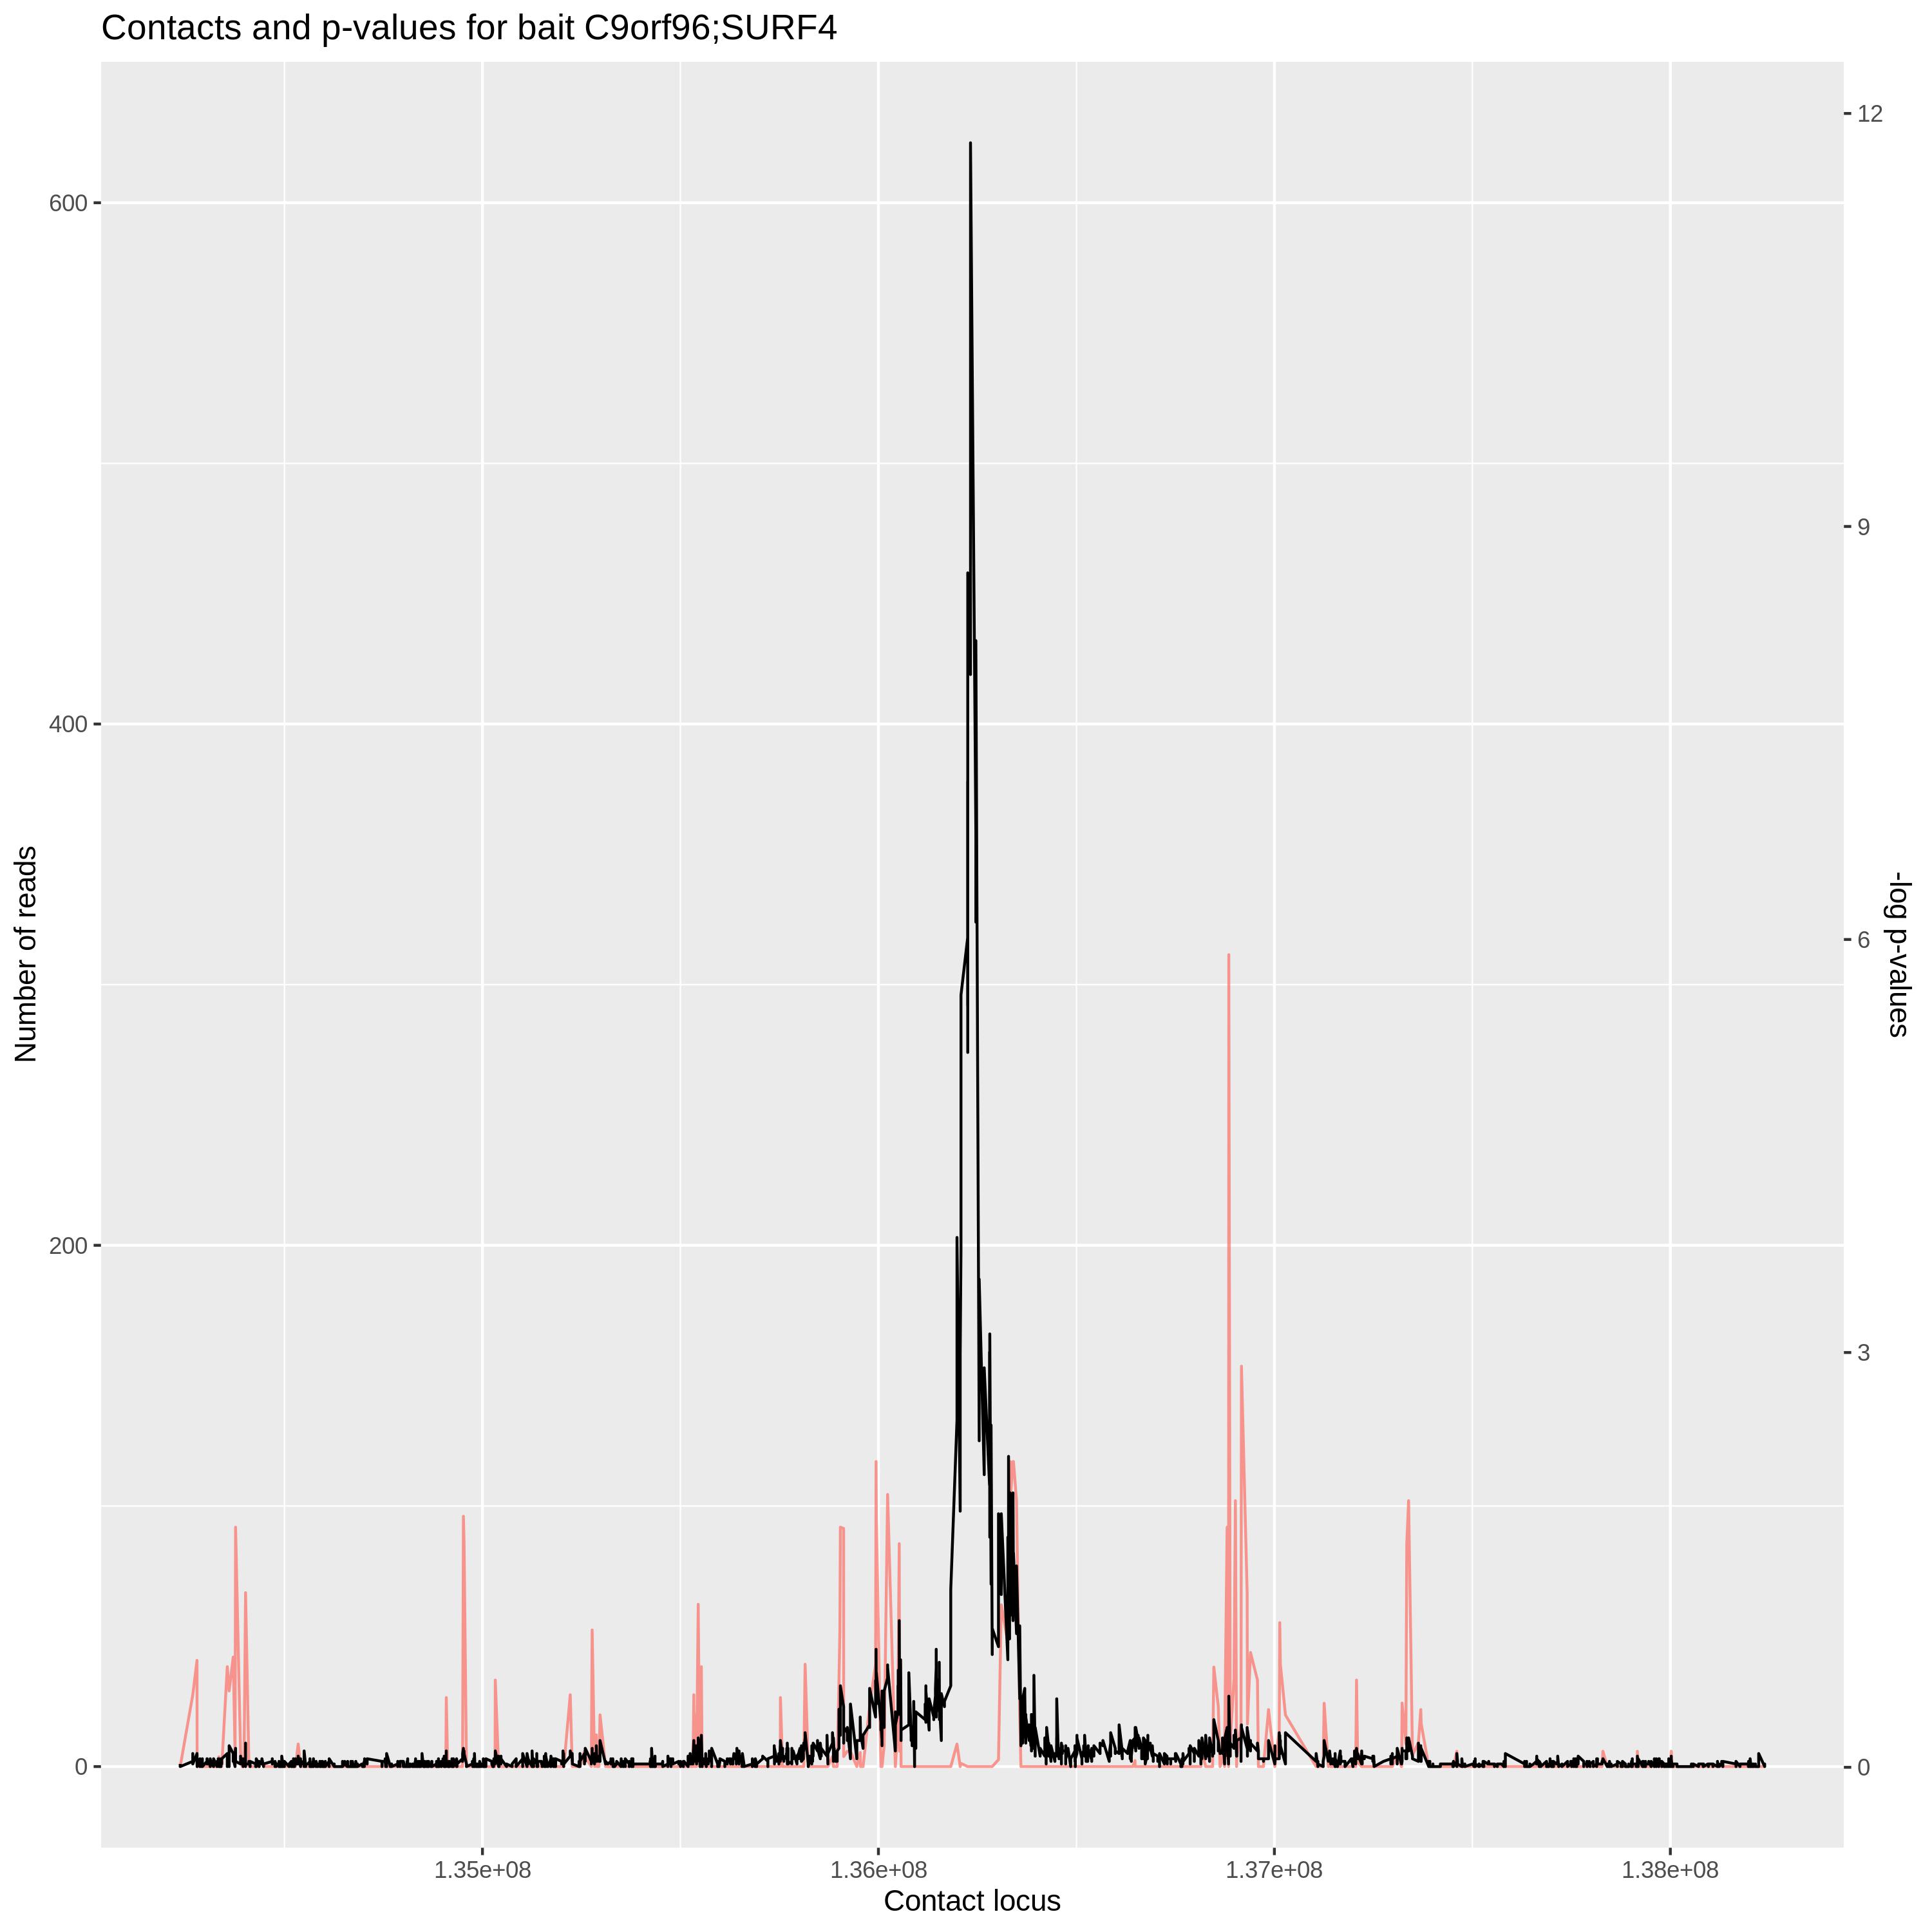 Contacts and p-values for bait C9orf96;SURF4
600
400
200
0
12
9
6
3
0
Number of reads
-log p-values
1.35e+08
1.36e+08
1.37e+08
1.38e+08
Contact locus